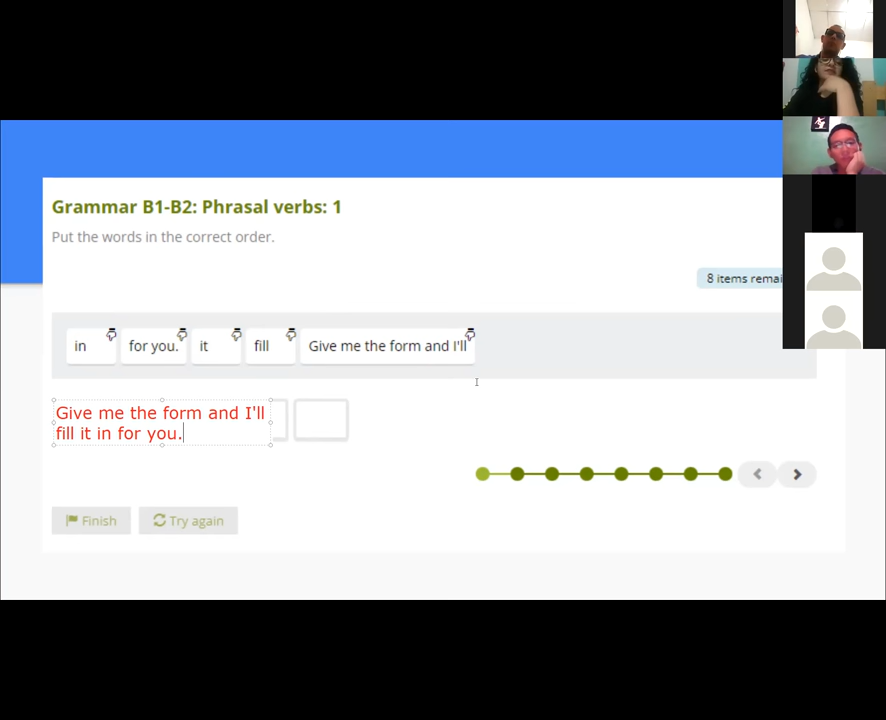 Grammar B1-B2: Phrasal verbs: 1
Put the words in the correct order.
8 items remai
in for you. it fill Give me the form and I'll
Give me the form and I'll
fill it in for you.
Finish Try again